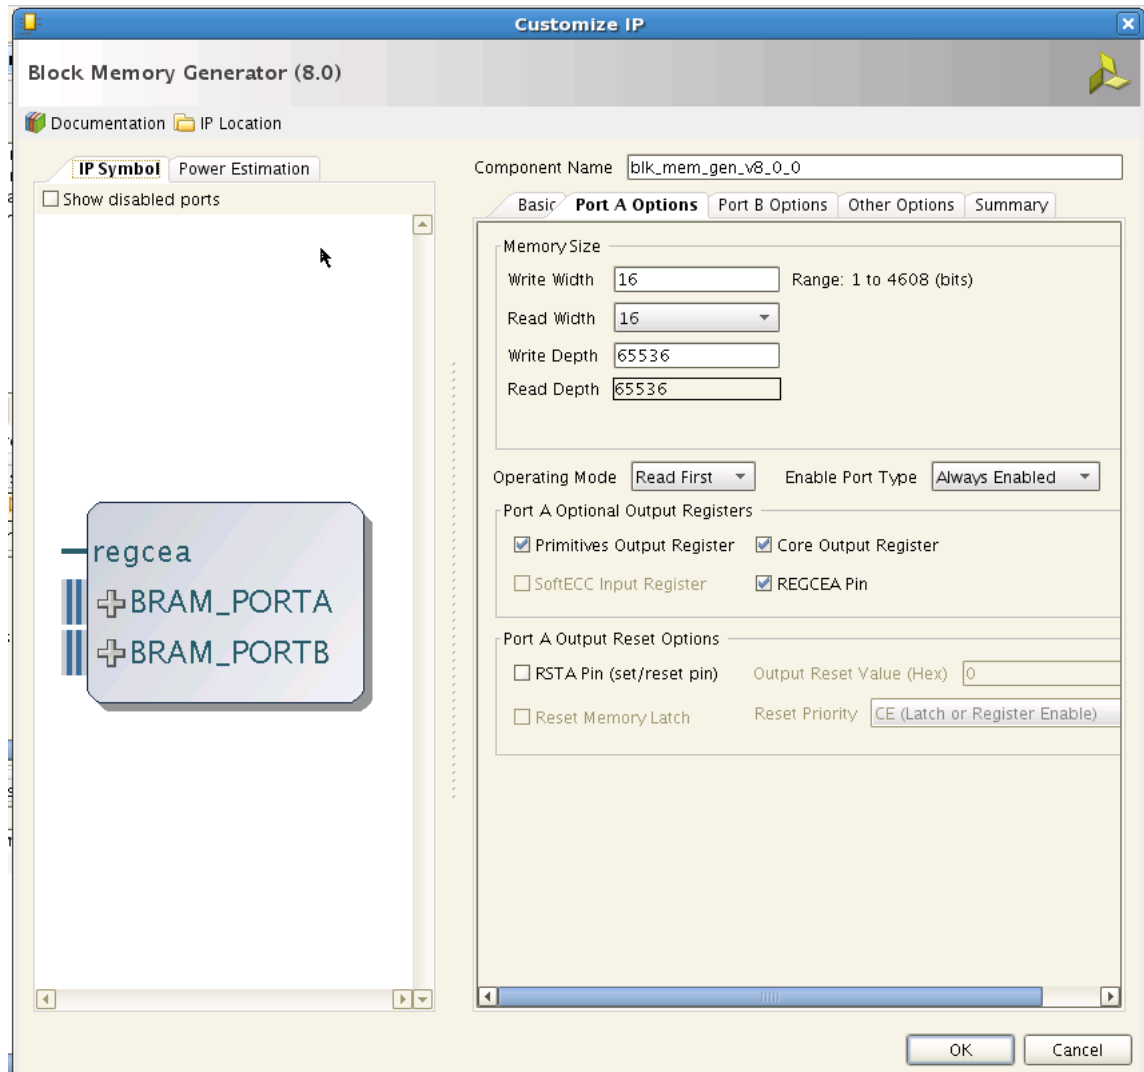 Customize IP
Block Memory Generator (8.0)
Documentation IP Location
IP Symbol Power Estimation
Show disabled ports
regcea
BRAM_PORTA
BRAM_PORTB
Component Name blk_mem_gen_v8_0_0
Basic Port A Options Port B Options Other Options Summary
Memory Size
Write Width 16 Range: 1 to 4608 (bits)
Read Width 16
Write Depth 65536
Read Depth 65536
Operating Mode Read First Enable Port Type Always Enabled
Port A Optional Output Registers
Primitives Output Register Core Output Register
SoftECC Input Register REGCEA Pin
Port A Output Reset Options
RSTA Pin (set/reset pin) Output Reset Value (Hex) 0
Reset Memory Latch Reset Priority CE (Latch or Register Enable)
OK Cancel